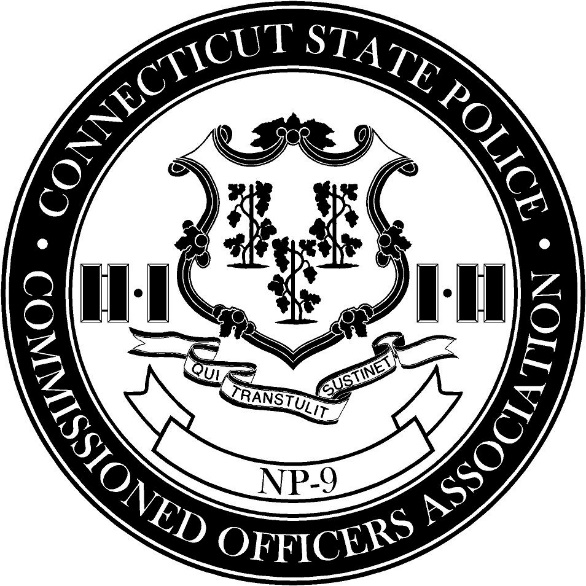 CONNECTICUT STATE POLICE
QUI TRANSTULIT SUSTINET
NP-9
COMMISSIONED OFFICERS ASSOCIATION